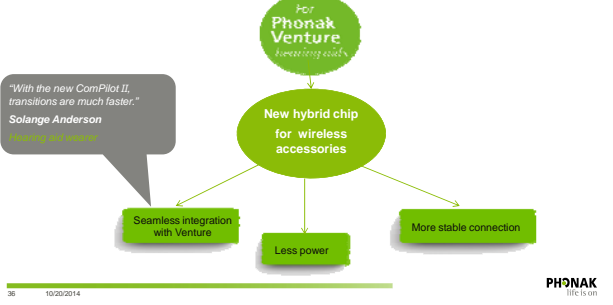 For
Phonak
Venture
hearing aids
New hybrid chip
for wireless
accessories
“With the new ComPilot II,
transitions are much faster.”
Solange Anderson
Hearing aid wearer
Seamless integration
with Venture
Less power
More stable connection
36 10/20/2014
PHONAK
life is on